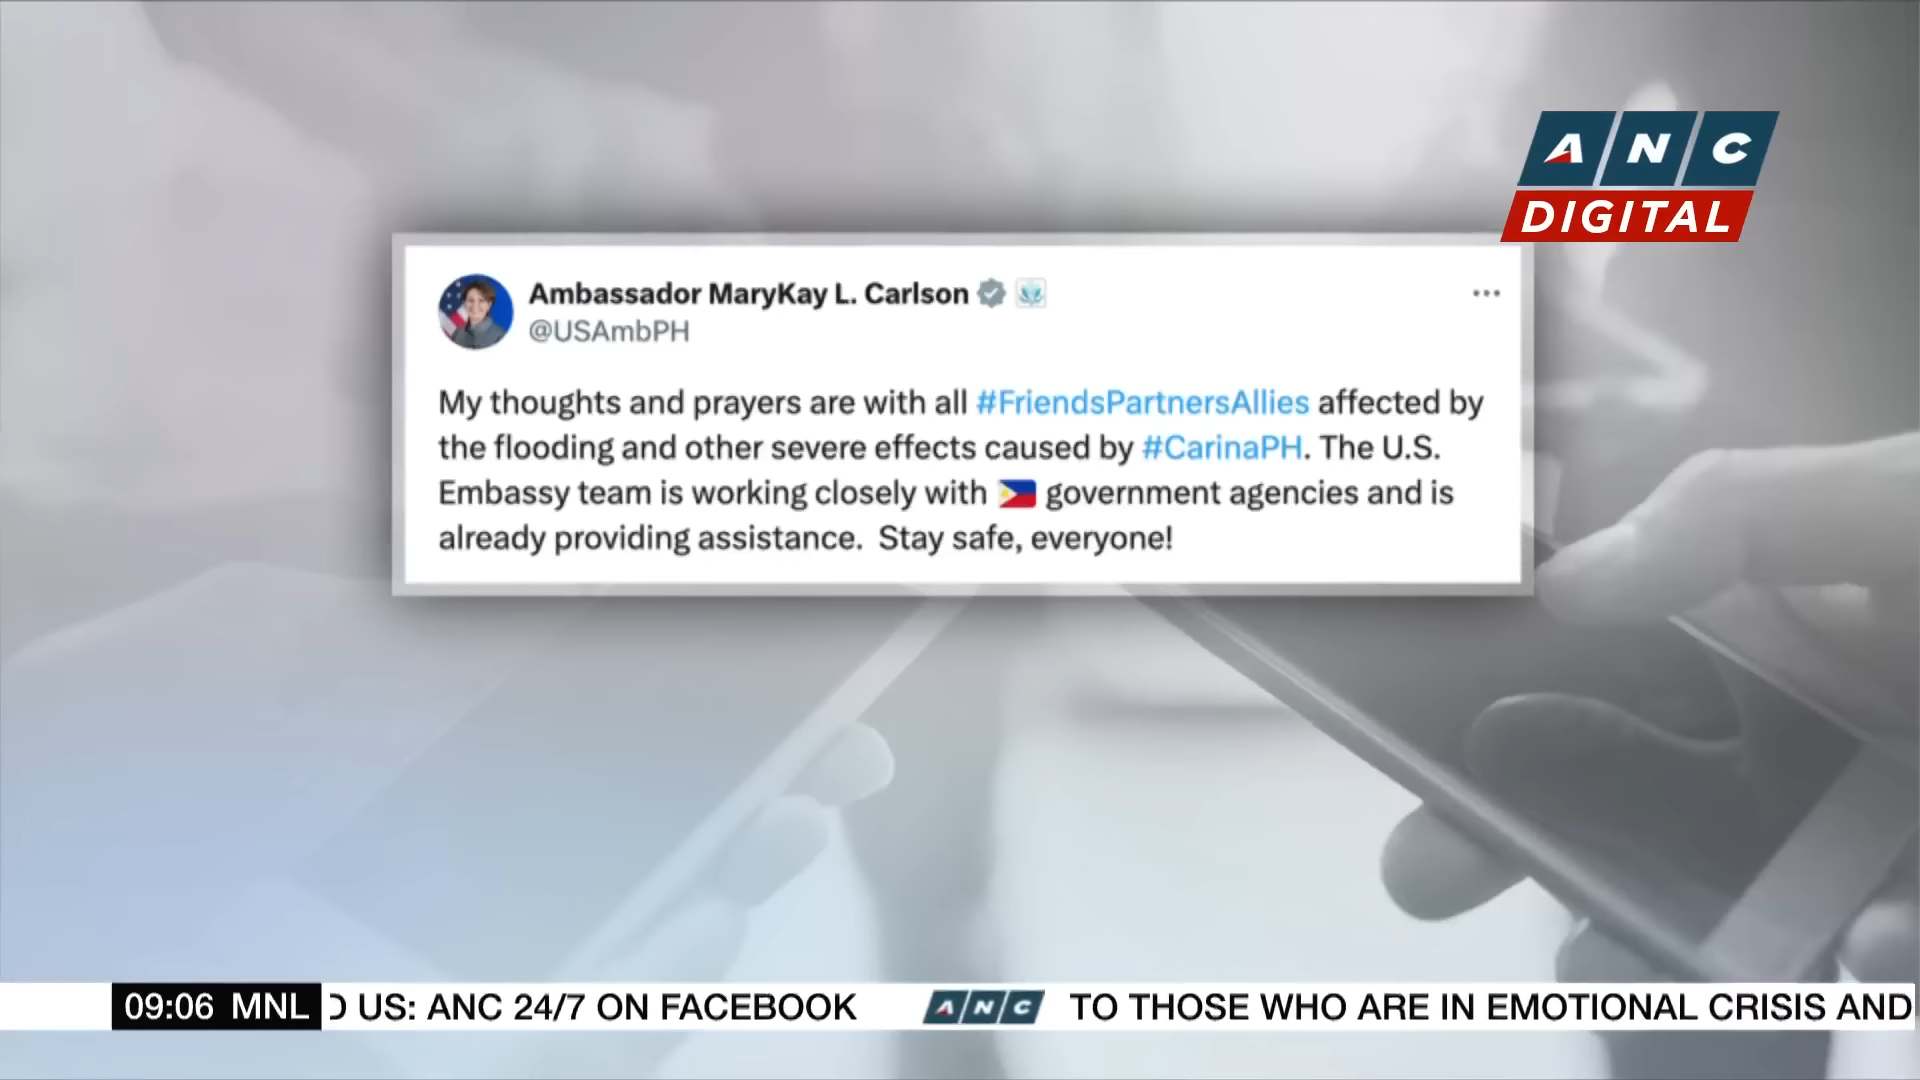 ANC
DIGITAL
Ambassador MaryKay L. Carlson
@USAmbPH
My thoughts and prayers are with all #FriendsPartnersAllies affected by
the flooding and other severe effects caused by #CarinaPH. The U.S.
Embassy team is working closely with 🇵🇭 government agencies and is
already providing assistance. Stay safe, everyone!
09:06 MNL D US: ANC 24/7 ON FACEBOOK ANC TO THOSE WHO ARE IN EMOTIONAL CRISIS AND